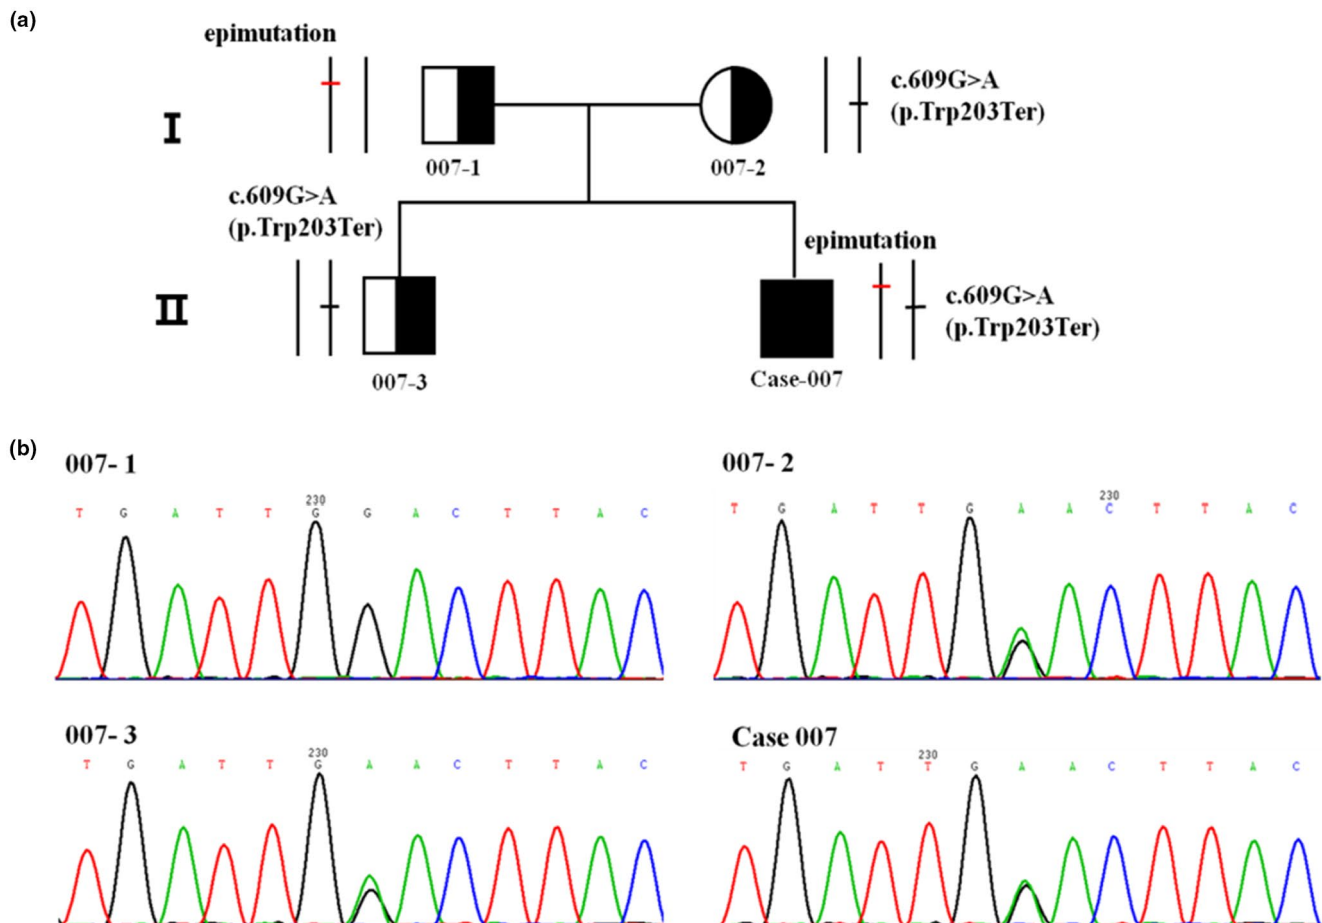 (a)
epimutation
I
007-1
007-2
c.609G>A
(p.Trp203Ter)
c.609G>A
(p.Trp203Ter)
II
007-3
epimutation
Case-007
c.609G>A
(p.Trp203Ter)
(b)
007- 1
230
T G A T T G G A C T T A C
007- 2
230
T G A T T G A A C T T A C
007- 3
230
T G A T T G A A C T T A C
Case 007
230
T G A T T G A A C T T A C